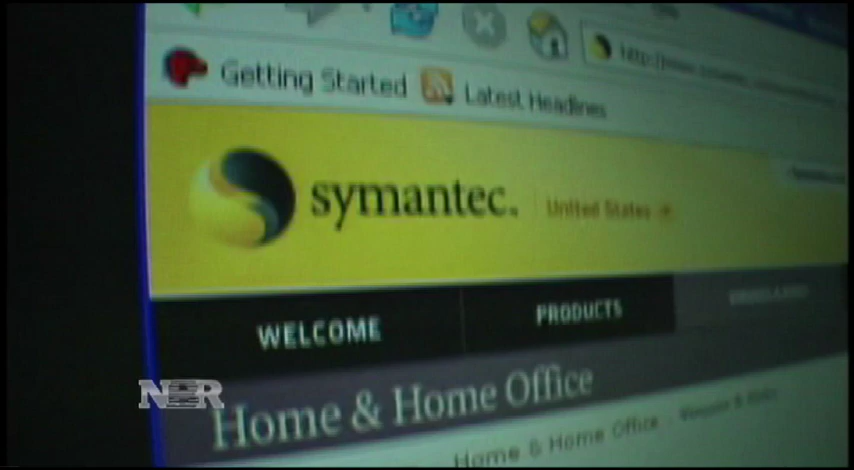 Getting Started Latest Headlines
symantec. United States
WELCOME PRODUCTS
NBR
Home & Home Office
Home & Home Office